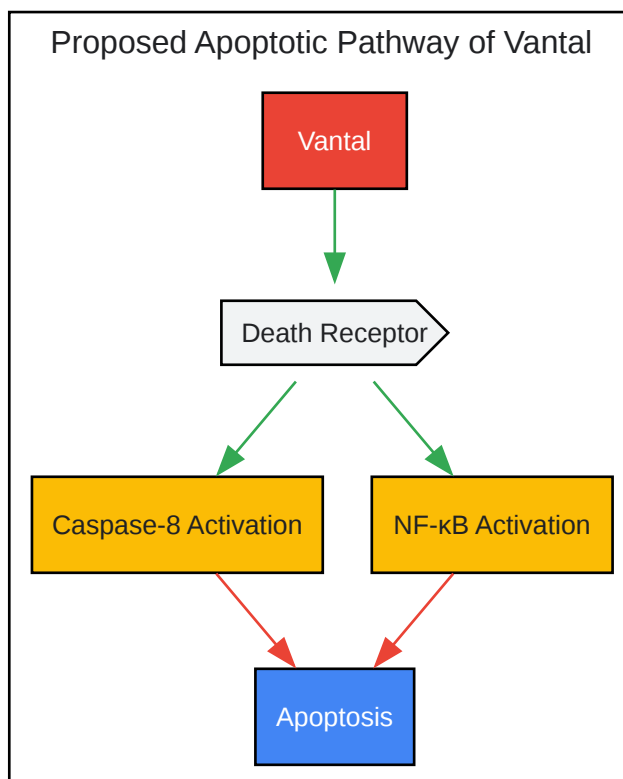 Proposed Apoptotic Pathway of Vantal
Vantal
Death Receptor
Caspase-8 Activation
NF-κB Activation
Apoptosis